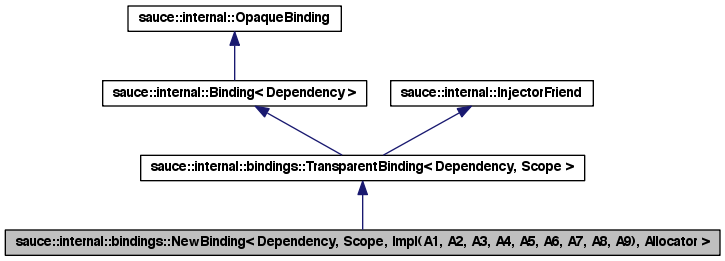 sauce::internal::OpaqueBinding
sauce::internal::Binding< Dependency >
sauce::internal::InjectorFriend
sauce::internal::bindings::TransparentBinding< Dependency, Scope >
sauce::internal::bindings::NewBinding< Dependency, Scope, Impl(A1, A2, A3, A4, A5, A6, A7, A8, A9), Allocator >